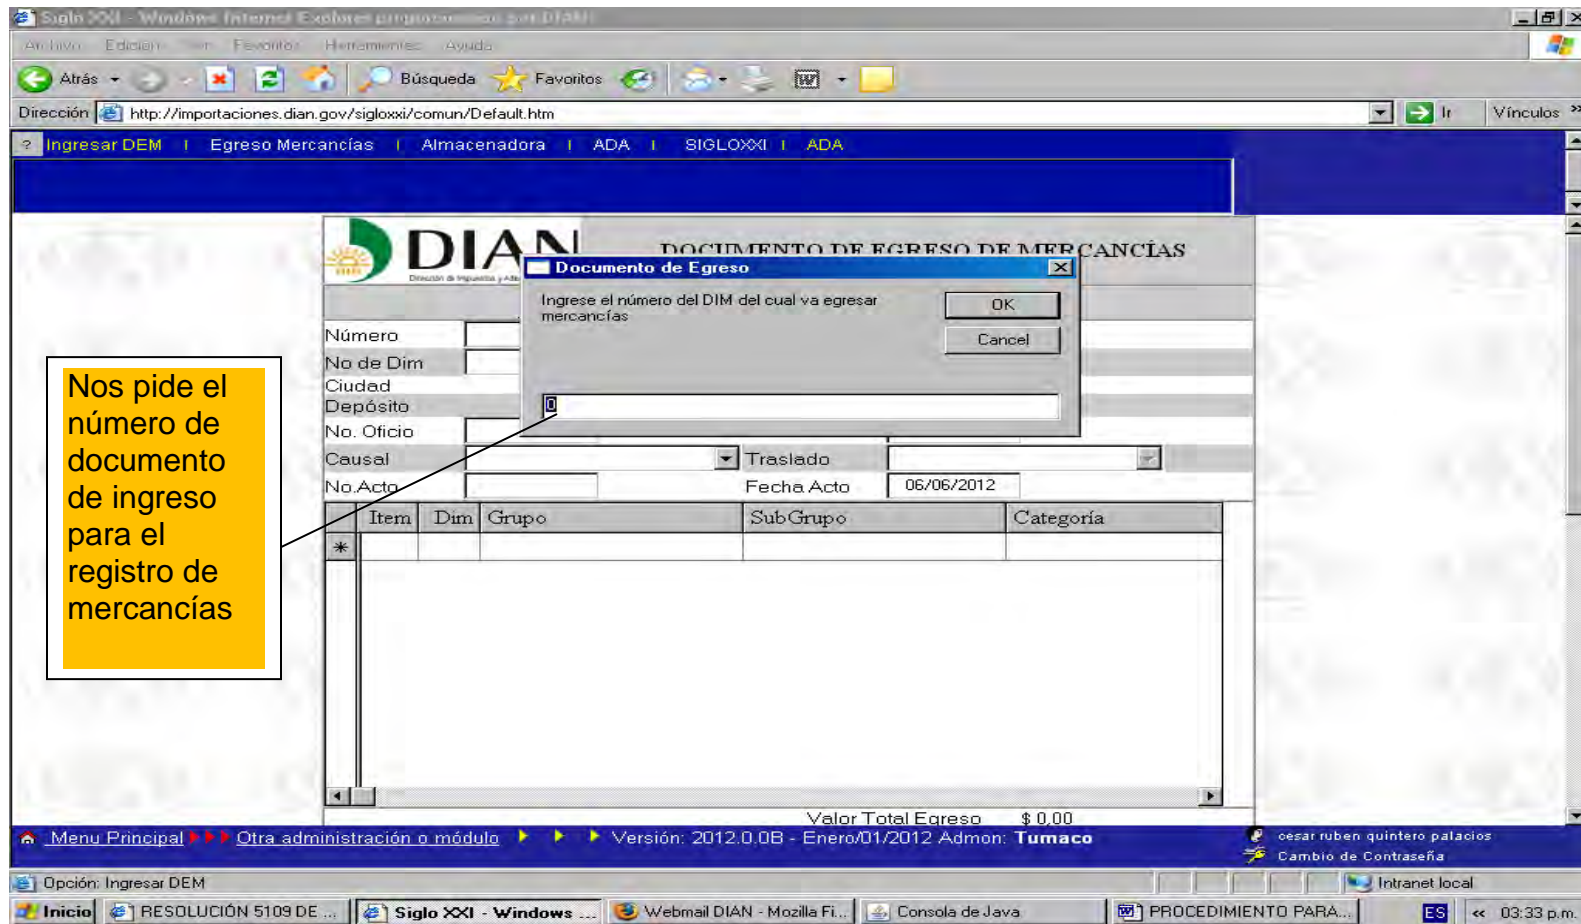 Siglo XXI - Windows Internet Explorer proporcionado por DIAN
Archivo Edición Ver Favoritos Herramientas Ayuda
Atrás Búsqueda Favoritos
Dirección http://importaciones.dian.gov/sigloxxi/comun/Default.htm Ir Vínculos »
? Ingresar DEM | Egreso Mercancías | Almacenadora | ADA | SIGLOXXI | ADA
DIAN DOCUMENTO DE EGRESO DE MERCANCÍAS
Documento de Egreso
Ingrese el número del DIM del cual va egresar
mercancías
OK
Cancel
0
Número
No de Dim
Ciudad
Depósito
No. Oficio
Causal Traslado
No.Acto Fecha Acto 06/06/2012
Item Dim Grupo SubGrupo Categoría
*
Nos pide el
número de
documento
de ingreso
para el
registro de
mercancías
Valor Total Egreso $ 0,00
Menu Principal Otra administración o módulo Versión: 2012.0.0B - Enero/01/2012 Admon: Tumaco
cesar ruben quintero palacios
Cambio de Contraseña
Opción: Ingresar DEM Intranet local
Inicio RESOLUCIÓN 5109 DE ... Siglo XXI - Windows ... Webmail DIAN - Mozilla Fi... Consola de Java PROCEDIMIENTO PARA... ES « 03:33 p.m.